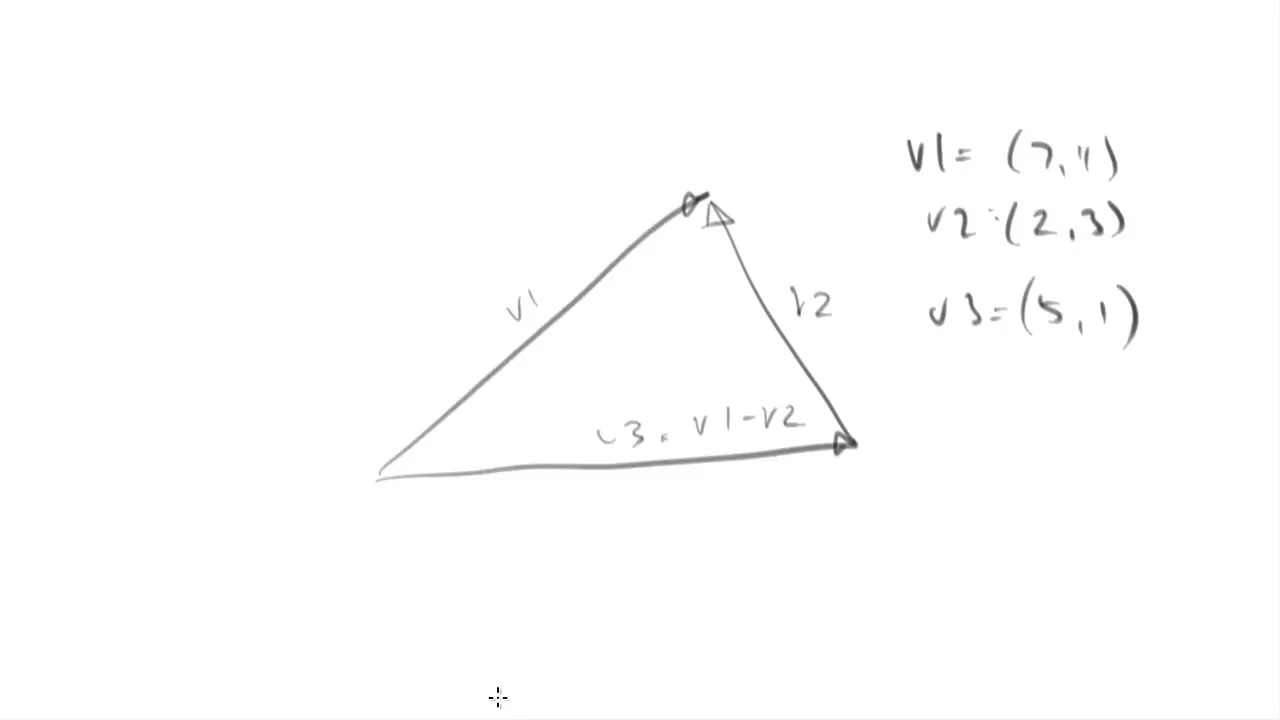 v1= (7,4)
v2=(2,3)
v3=(5,1)
v1
v2
v3=v1-v2